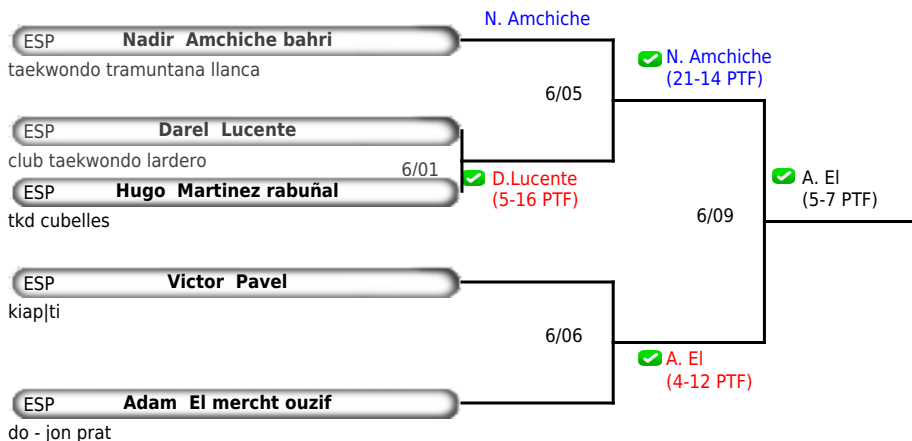 N. Amchiche
ESP Nadir Amchiche bahri
taekwondo tramuntana llanca
N. Amchiche
(21-14 PTF)
6/05
ESP Darel Lucente
club taekwondo lardero
6/01
D.Lucente
(5-16 PTF)
ESP Hugo Martinez rabuñal
tkd cubelles
A. El
(5-7 PTF)
6/09
ESP Victor Pavel
kiap|ti
6/06
A. El
(4-12 PTF)
ESP Adam El mercht ouzif
do - jon prat